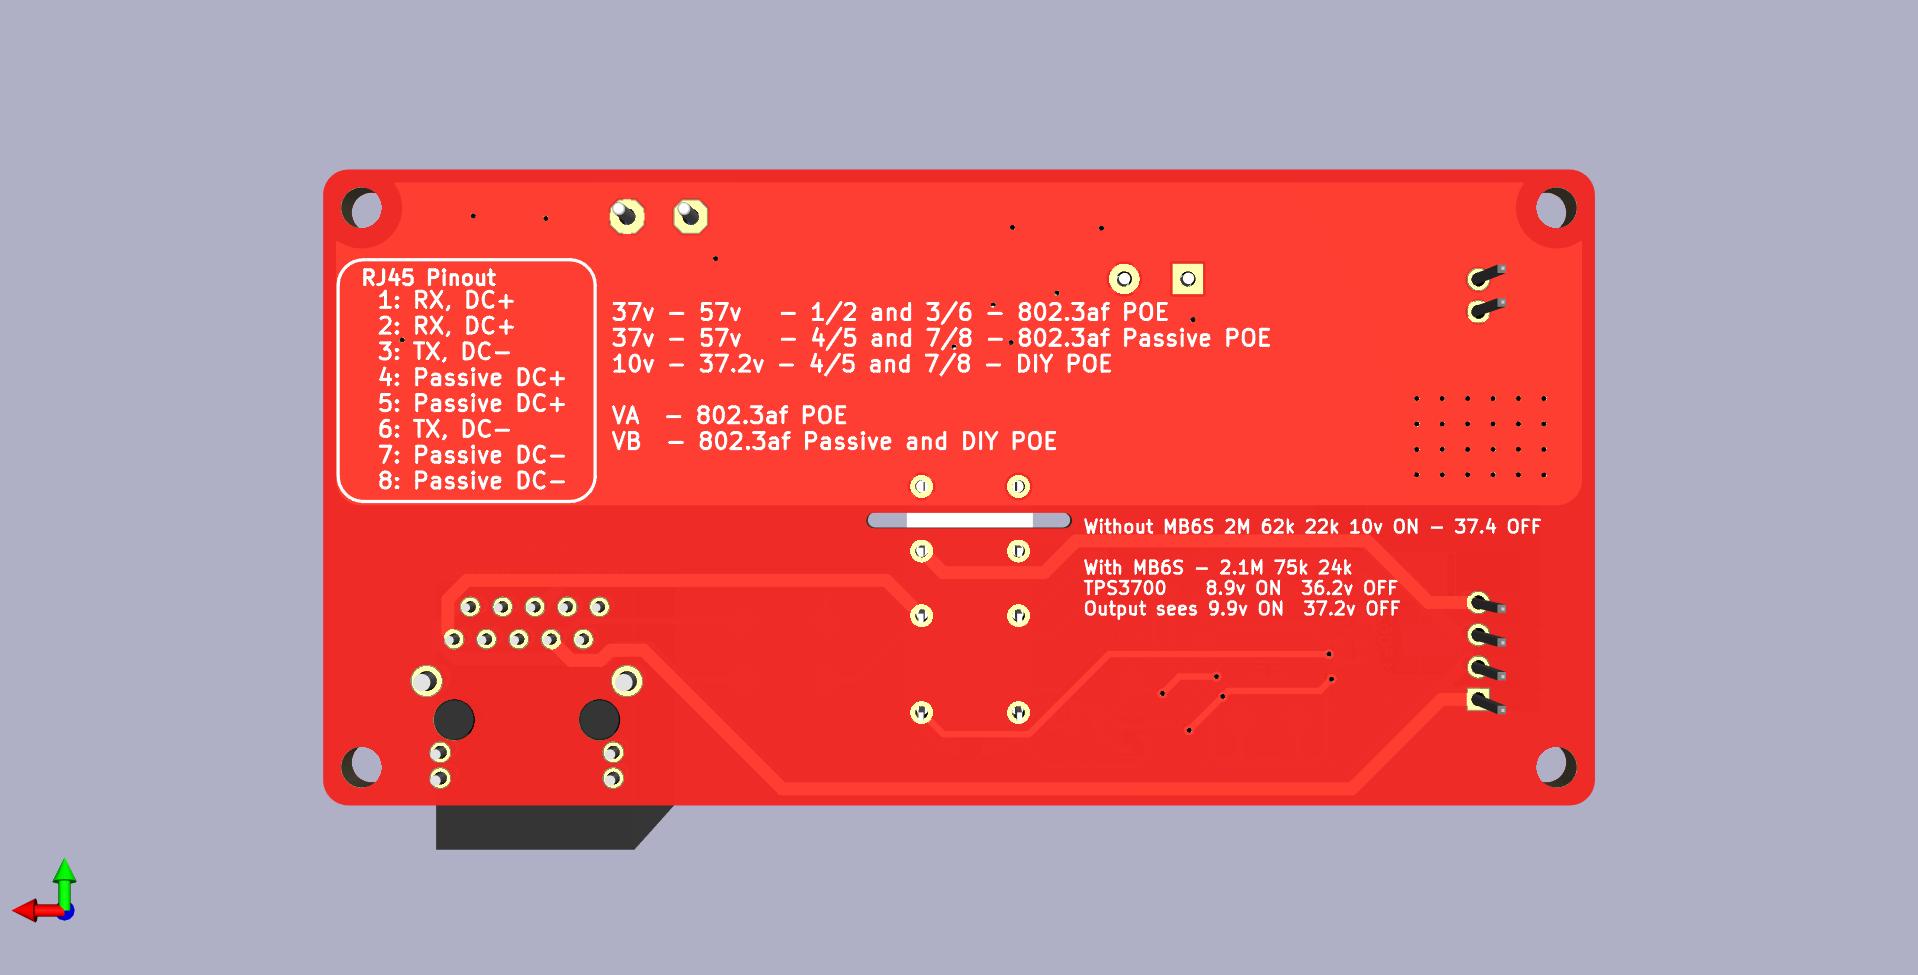 RJ45 Pinout
1: RX, DC+
2: RX, DC+
3: TX, DC-
4: Passive DC+
5: Passive DC+
6: TX, DC-
7: Passive DC-
8: Passive DC-
37v - 57v - 1/2 and 3/6 - 802.3af POE
37v - 57v - 4/5 and 7/8 - 802.3af Passive POE
10v - 37.2v - 4/5 and 7/8 - DIY POE
VA - 802.3af POE
VB - 802.3af Passive and DIY POE
Without MB6S 2M 62k 22k 10v ON - 37.4 OFF
With MB6S - 2.1M 75k 24k
TPS3700 8.9v ON 36.2v OFF
Output sees 9.9v ON 37.2v OFF